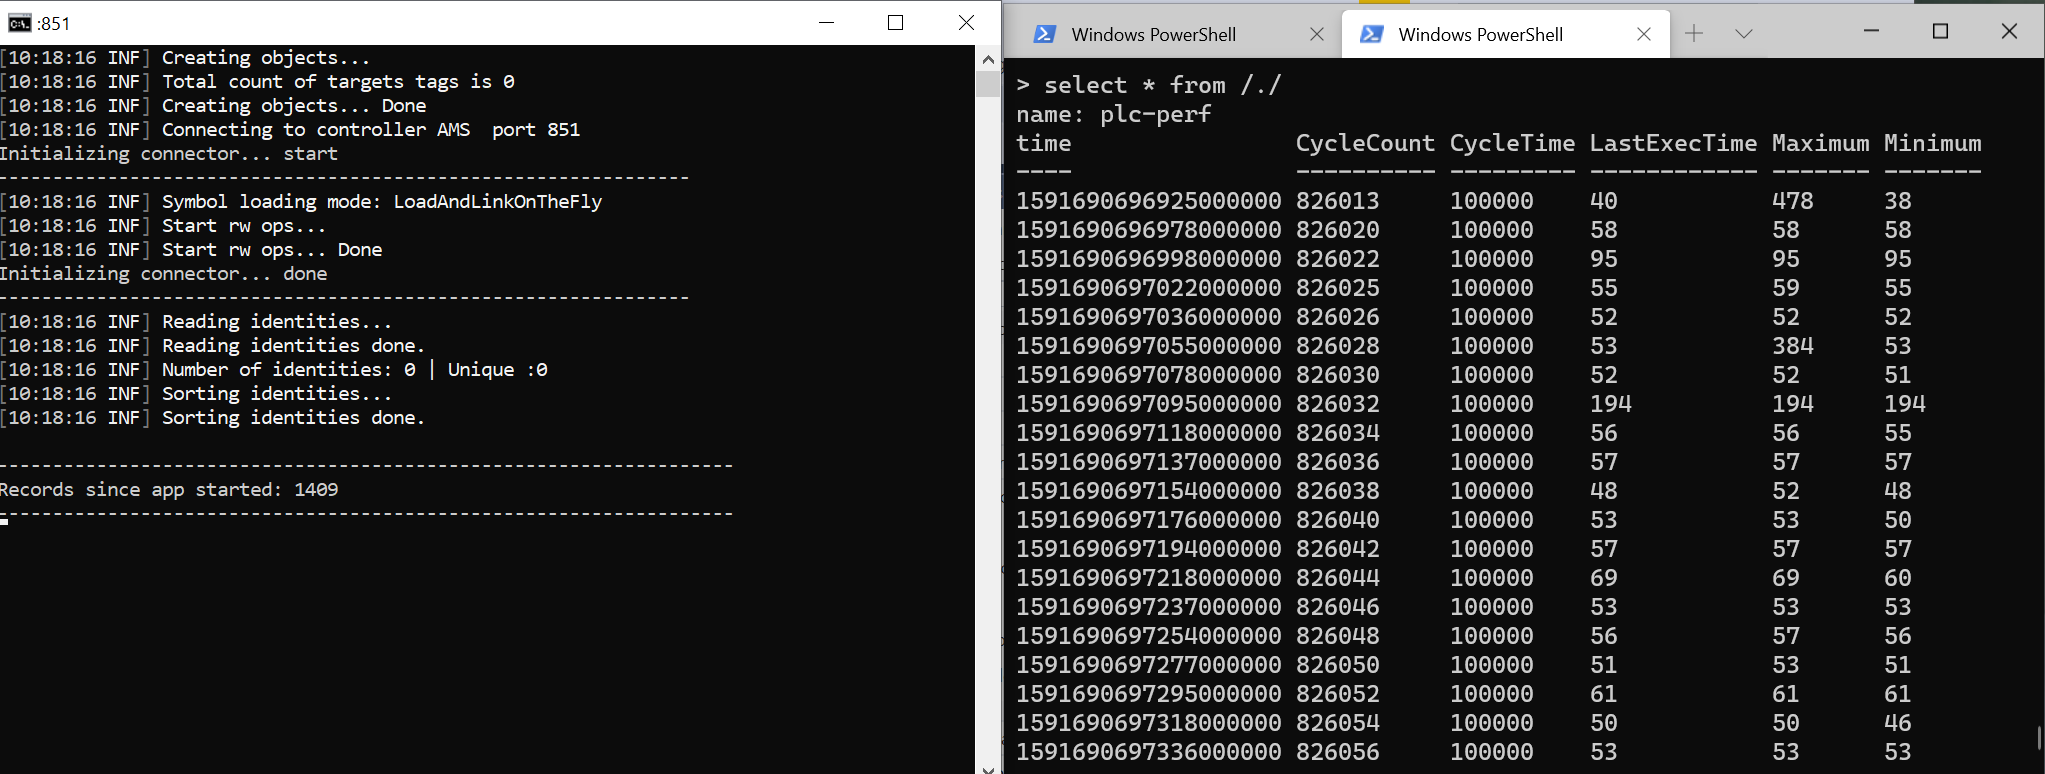 :851
[10:18:16 INF] Creating objects...
[10:18:16 INF] Total count of targets tags is 0
[10:18:16 INF] Creating objects... Done
[10:18:16 INF] Connecting to controller AMS  port 851
Initializing connector... start
-----------------------------------------------------------------
[10:18:16 INF] Symbol loading mode: LoadAndLinkOnTheFly
[10:18:16 INF] Start rw ops...
[10:18:16 INF] Start rw ops... Done
Initializing connector... done
-----------------------------------------------------------------
[10:18:16 INF] Reading identities...
[10:18:16 INF] Reading identities done.
[10:18:16 INF] Number of identities: 0 | Unique :0
[10:18:16 INF] Sorting identities...
[10:18:16 INF] Sorting identities done.
---------------------------------------------------------------------
Records since app started: 1409
---------------------------------------------------------------------
Windows PowerShell
Windows PowerShell
> select * from /./
name: plc-perf
time                CycleCount CycleTime LastExecTime Maximum Minimum
----                ---------- --------- ------------ ------- -------
1591690696925000000 826013     100000    40           478     38
1591690696978000000 826020     100000    58           58      58
1591690696998000000 826022     100000    95           95      95
1591690697022000000 826025     100000    55           59      55
1591690697036000000 826026     100000    52           52      52
1591690697055000000 826028     100000    53           384     53
1591690697078000000 826030     100000    52           52      51
1591690697095000000 826032     100000    194          194     194
1591690697118000000 826034     100000    56           56      55
1591690697137000000 826036     100000    57           57      57
1591690697154000000 826038     100000    48           52      48
1591690697176000000 826040     100000    53           53      50
1591690697194000000 826042     100000    57           57      57
1591690697218000000 826044     100000    69           69      60
1591690697237000000 826046     100000    53           53      53
1591690697254000000 826048     100000    56           57      56
1591690697277000000 826050     100000    51           53      51
1591690697295000000 826052     100000    61           61      61
1591690697318000000 826054     100000    50           50      46
1591690697336000000 826056     100000    53           53      53